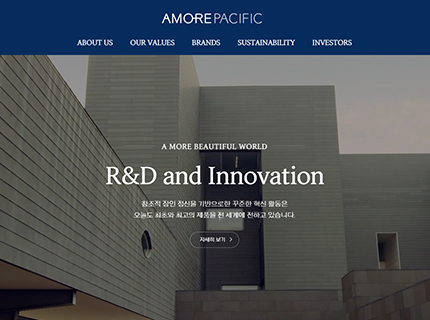 AMOREPACIFIC
ABOUT US OUR VALUES BRANDS SUSTAINABILITY INVESTORS
A MORE BEAUTIFUL WORLD
R&D and Innovation
창조적 장인 정신을 기반으로한 꾸준한 혁신 활동은
오늘도 최초와 최고의 제품을 전 세계에 전하고 있습니다.
자세히 보기